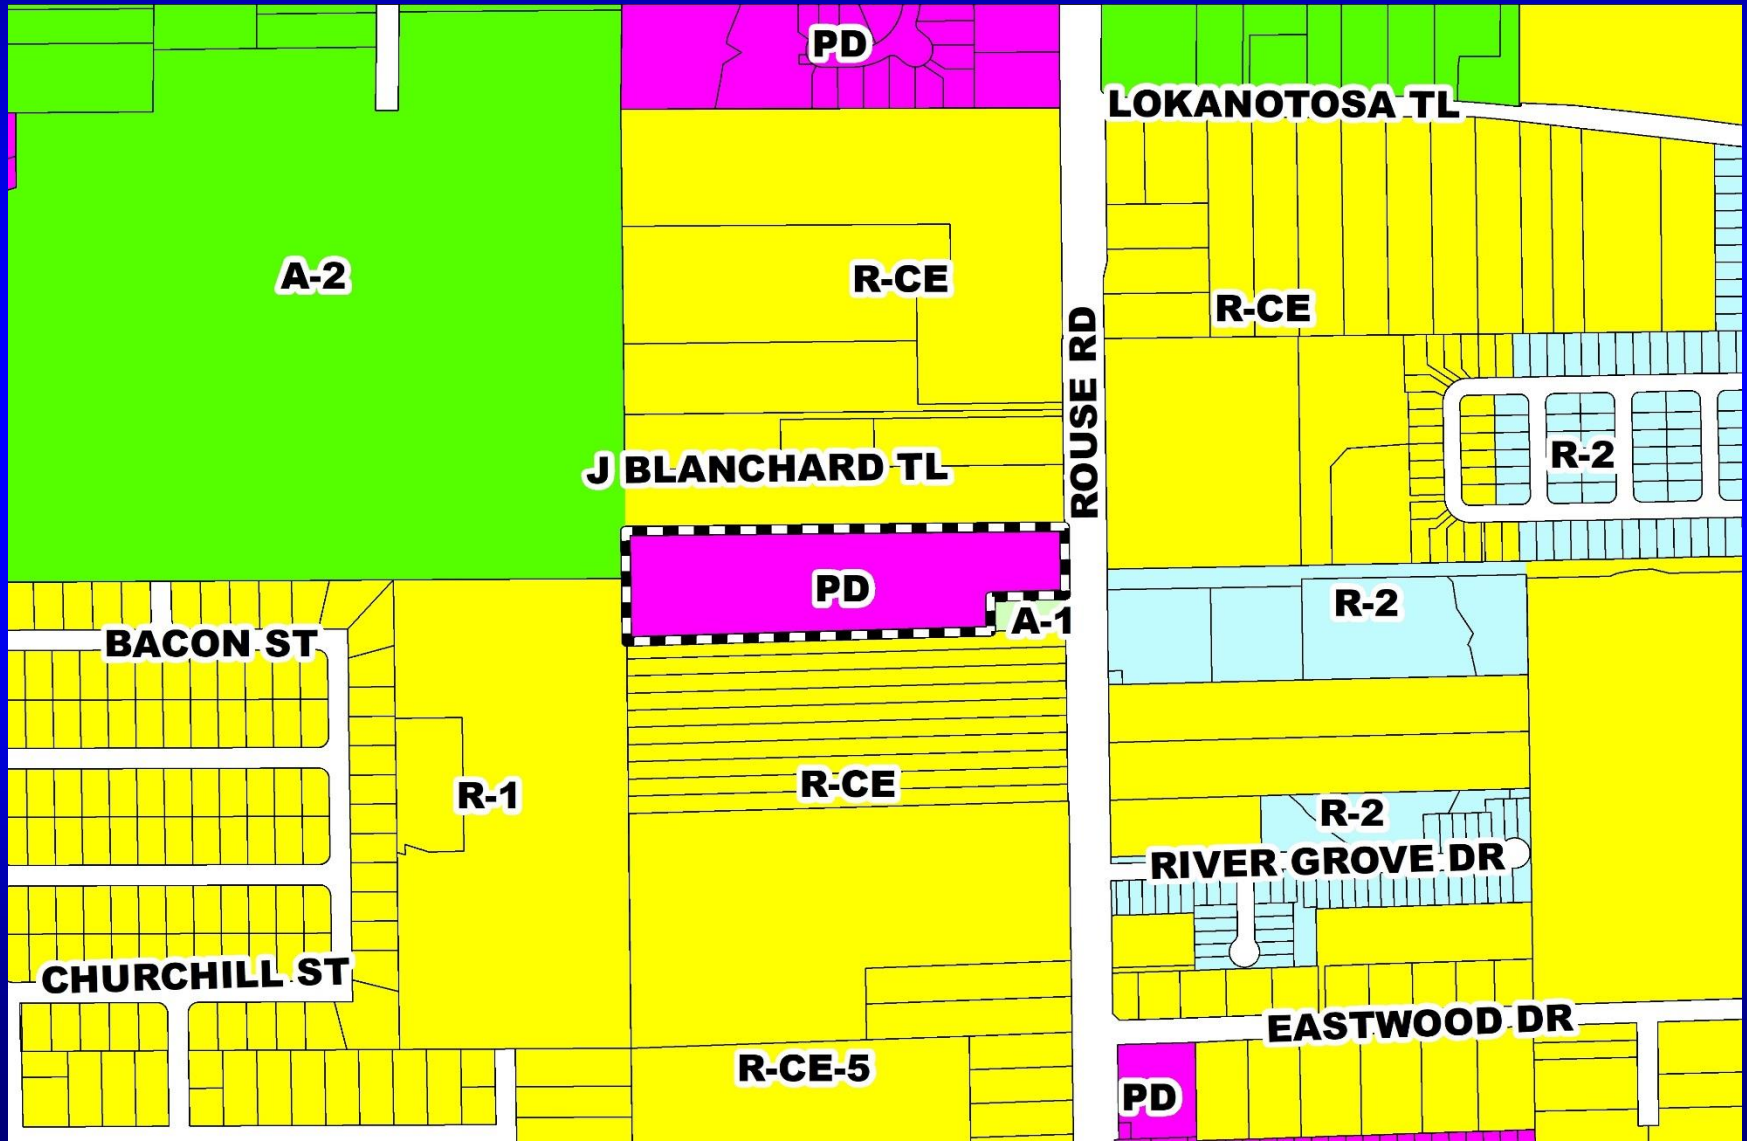 PD
LOKANOTOSA TL
A-2
R-CE
R-CE
ROUSE RD
R-2
J BLANCHARD TL
PD
R-2
A-1
BACON ST
R-1
R-CE
R-2
RIVER GROVE DR
CHURCHILL ST
EASTWOOD DR
R-CE-5
PD